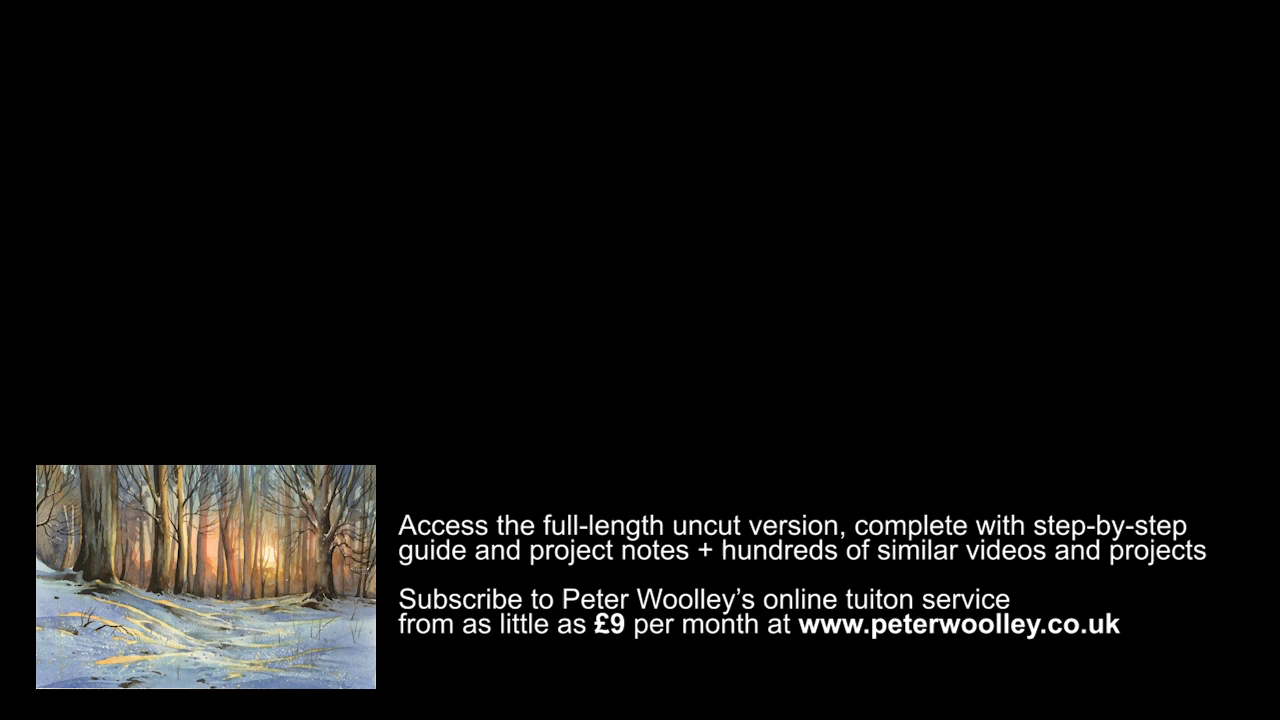 Access the full-length uncut version, complete with step-by-step
guide and project notes + hundreds of similar videos and projects
Subscribe to Peter Woolley’s online tuiton service
from as little as £9 per month at www.peterwoolley.co.uk